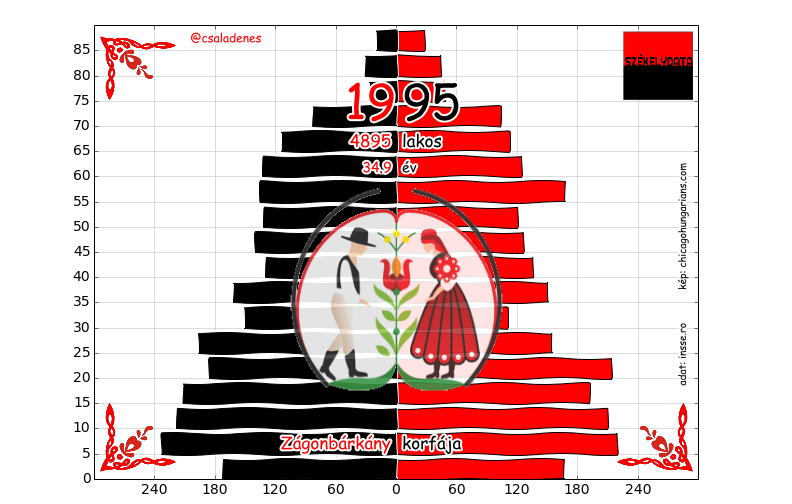 @csaladenes
SZÉKELYDATA
1995
4895 lakos
34.9 év
kép: chicagohungarians.com
adat: insse.ro
Zágonbárkány korfája
85
80
75
70
65
60
55
50
45
40
35
30
25
20
15
10
5
0
240 180 120 60 0 60 120 180 240